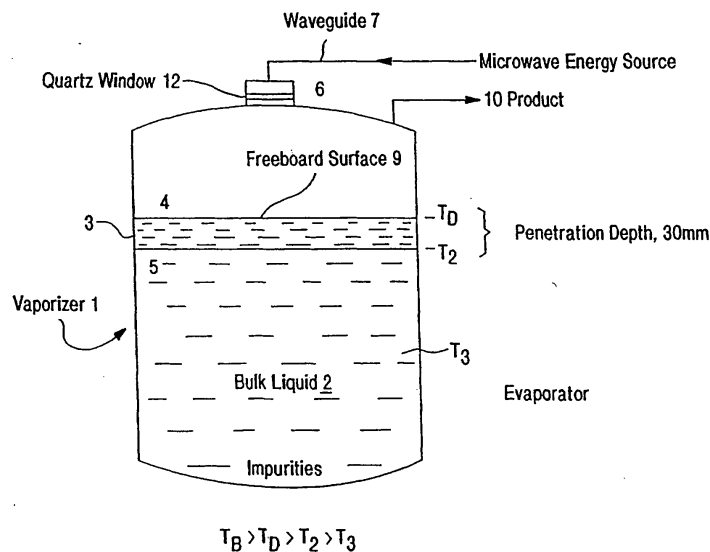 Waveguide 7
Microwave Energy Source
Quartz Window 12
6
10 Product
Freeboard Surface 9
4
T_D
3
Penetration Depth, 30mm
T_2
5
Vaporizer 1
T_3
Bulk Liquid 2
Evaporator
Impurities
T_B > T_D > T_2 > T_3